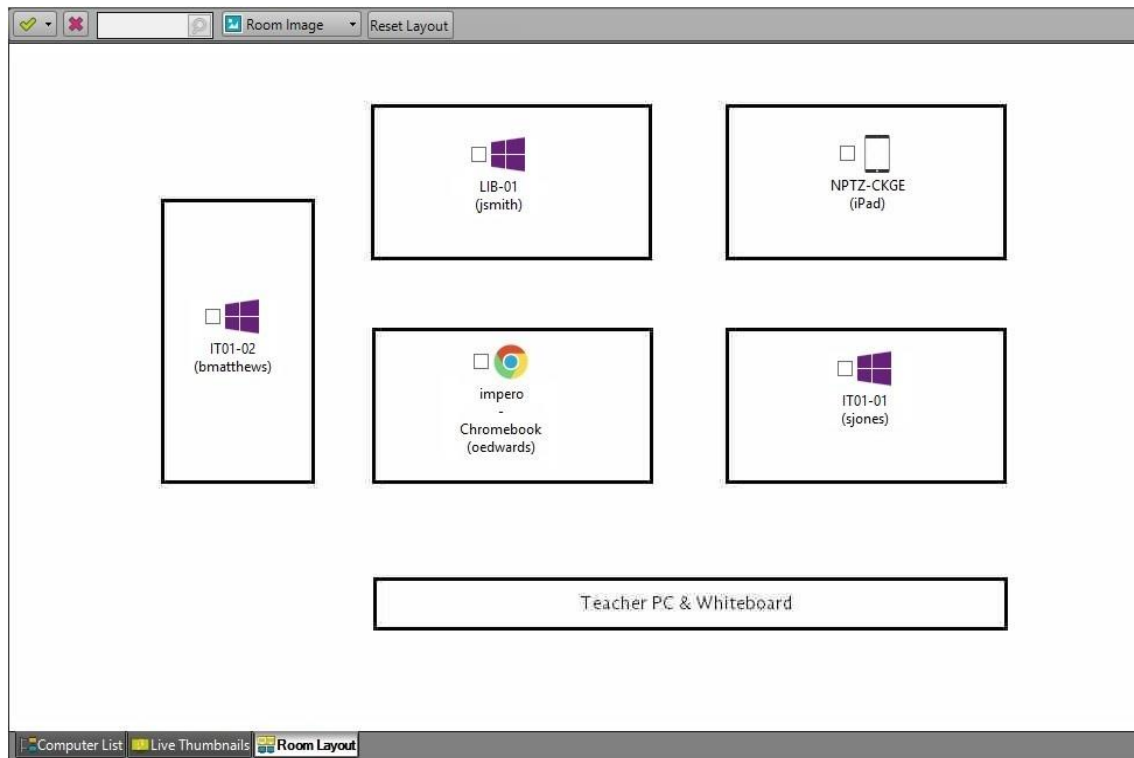 Room Image
Reset Layout
LIB-01
(jsmith)
NPTZ-CKGE
(iPad)
IT01-02
(bmatthews)
impero
-
Chromebook
(oedwards)
IT01-01
(sjones)
Teacher PC & Whiteboard
Computer List
Live Thumbnails
Room Layout